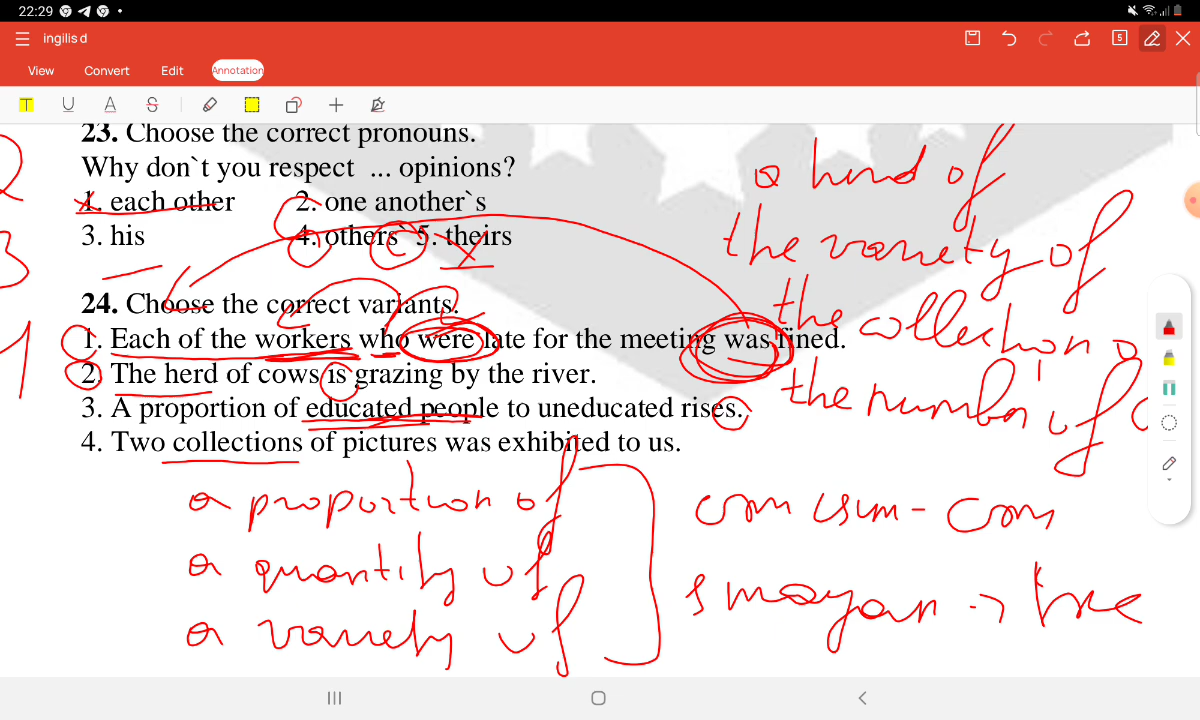 22:29
ingilis d
5
View Convert Edit Annotation
T U A S
23. Choose the correct pronouns.
Why don`t you respect ... opinions?
1. each other 2. one another`s
3. his 4. others` 5. theirs
24. Choose the correct variants.
1. Each of the workers who were late for the meeting was fined.
2. The herd of cows is grazing by the river.
3. A proportion of educated people to uneducated rises.
4. Two collections of pictures was exhibited to us.
a herd of
the variety of
the collection o
the number of
a proportion of
a quantity of
a variety of